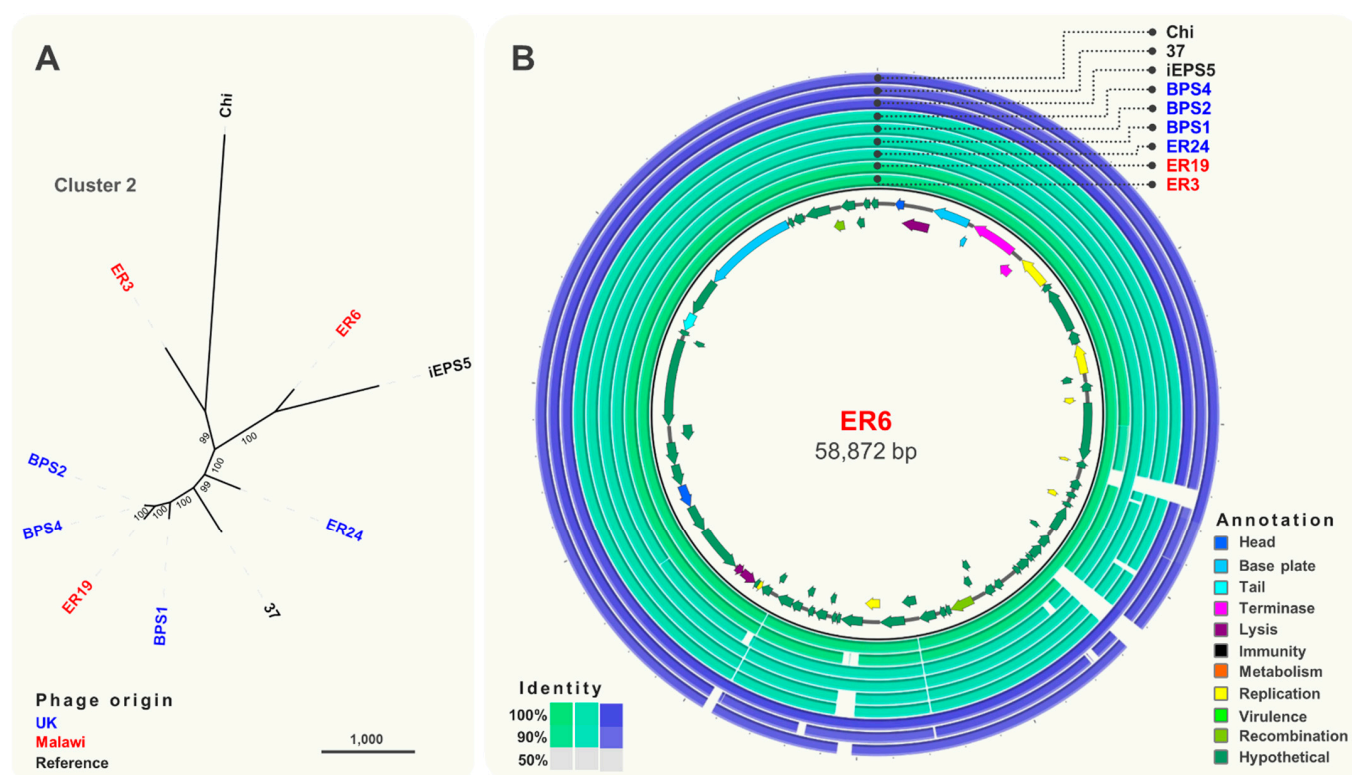 A
Cluster 2
Chi
ER3
ER6
iEPS5
99
100
100
99
100
100
100
BPS2
BPS4
ER19
BPS1
37
ER24
Phage origin
UK
Malawi
Reference
1,000
B
Chi
37
iEPS5
BPS4
BPS2
BPS1
ER24
ER19
ER3
ER6
58,872 bp
Identity
100%
90%
50%
Annotation
Head
Base plate
Tail
Terminase
Lysis
Immunity
Metabolism
Replication
Virulence
Recombination
Hypothetical